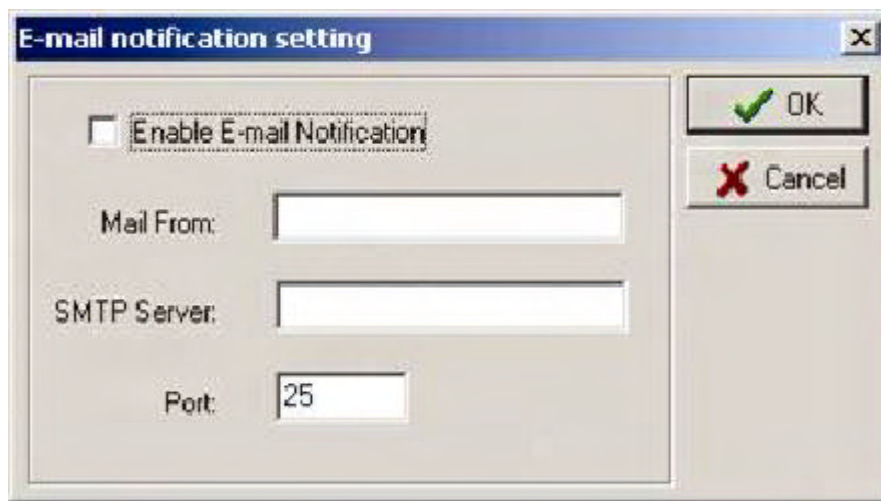 E-mail notification setting
Enable E-mail Notification
OK
Cancel
Mail From:
SMTP Server:
Port: 25